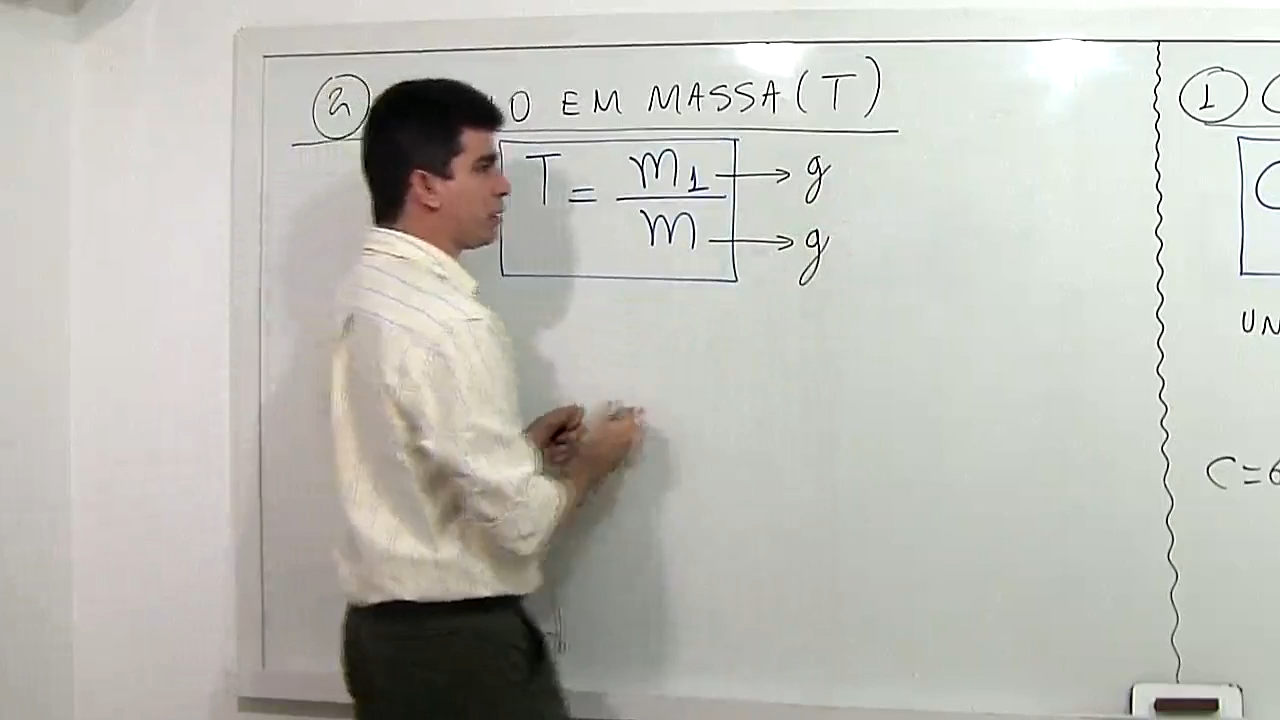 2 EM MASSA (T)
T = m1/m → g → g
1
UN
C=6